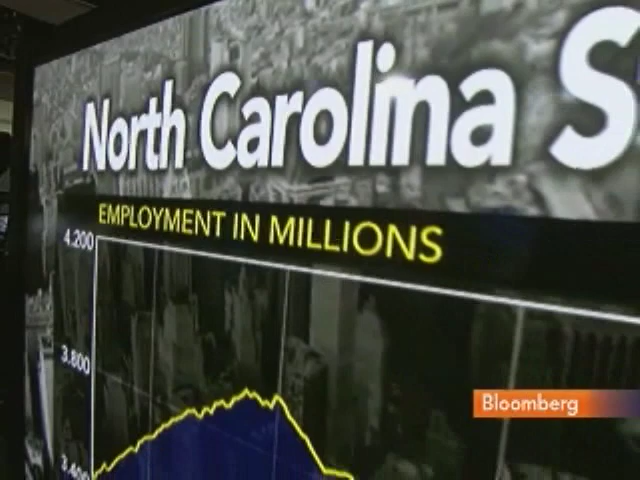 North Carolina S
EMPLOYMENT IN MILLIONS
4.200
3.800
Bloomberg